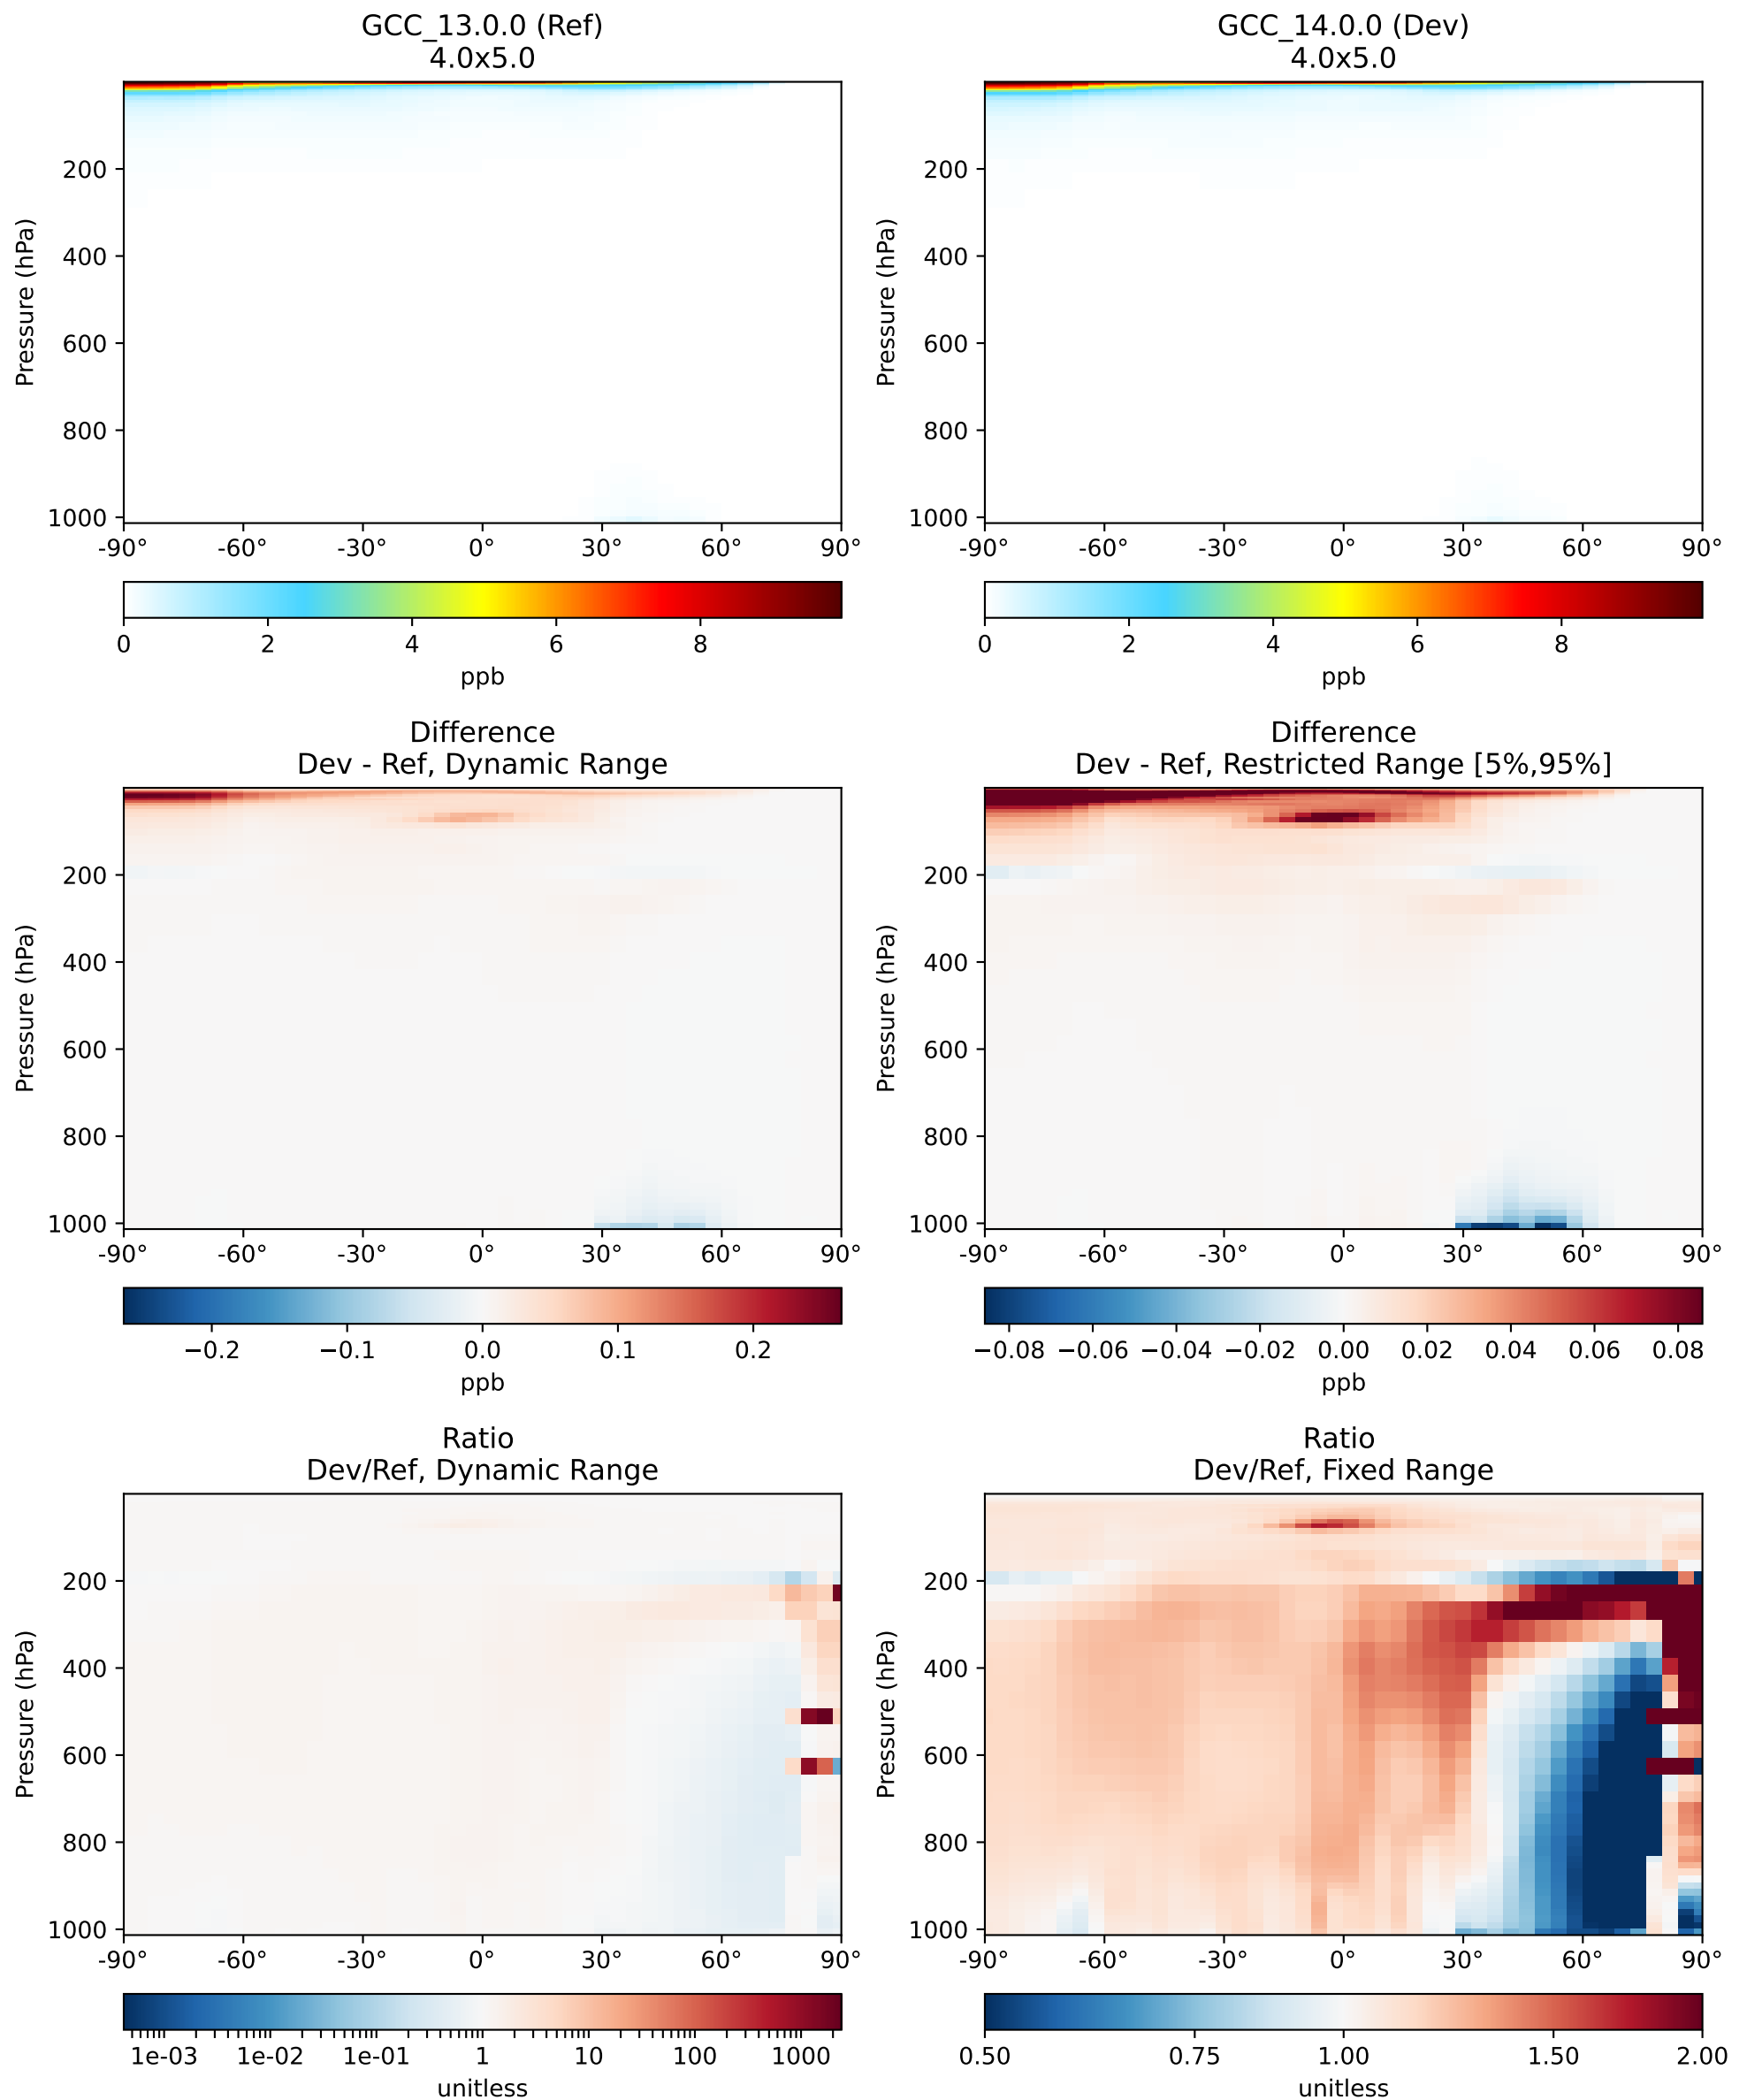 GCC_13.0.0 (Ref)
4.0x5.0
GCC_14.0.0 (Dev)
4.0x5.0
Pressure (hPa)
200
400
600
800
1000
-90° -60° -30° 0° 30° 60° 90°
0 2 4 6 8
ppb
Pressure (hPa)
200
400
600
800
1000
-90° -60° -30° 0° 30° 60° 90°
0 2 4 6 8
ppb
Difference
Dev - Ref, Dynamic Range
Pressure (hPa)
200
400
600
800
1000
-90° -60° -30° 0° 30° 60° 90°
−0.2 −0.1 0.0 0.1 0.2
ppb
Difference
Dev - Ref, Restricted Range [5%,95%]
Pressure (hPa)
200
400
600
800
1000
-90° -60° -30° 0° 30° 60° 90°
−0.08 −0.06 −0.04 −0.02 0.00 0.02 0.04 0.06 0.08
ppb
Ratio
Dev/Ref, Dynamic Range
Pressure (hPa)
200
400
600
800
1000
-90° -60° -30° 0° 30° 60° 90°
1e-03 1e-02 1e-01 1 10 100 1000
unitless
Ratio
Dev/Ref, Fixed Range
Pressure (hPa)
200
400
600
800
1000
-90° -60° -30° 0° 30° 60° 90°
0.50 0.75 1.00 1.50 2.00
unitless